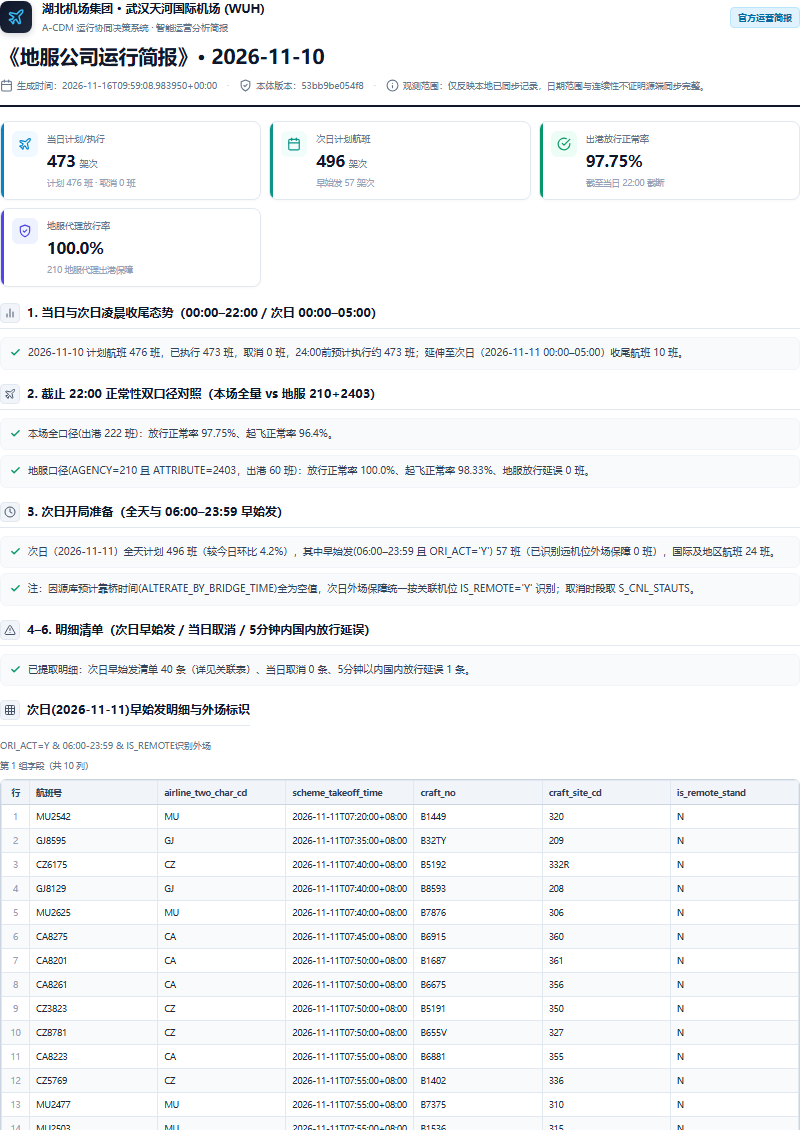 湖北机场集团 • 武汉天河国际机场 (WUH)
A-CDM 运行协同决策系统 · 智能运营分析简报
官方运营简报
《地服公司运行简报》• 2026-11-10
生成时间：2026-11-16T09:59:08.983950+00:00 · 本体版本：53bb9be054f8 · 观测范围：仅反映本地已同步记录，日期范围与连续性不证明源端同步完整。
当日计划/执行
473 架次
计划 476 班 · 取消 0 班
次日计划航班
496 架次
早始发 57 架次
出港放行正常率
97.75%
截至当日 22:00 截断
地服代理放行率
100.0%
210 地服代理出港保障
1. 当日与次日凌晨收尾态势（00:00–22:00 / 次日 00:00–05:00）
2026-11-10 计划航班 476 班，已执行 473 班，取消 0 班，24:00前预计执行约 473 班；延伸至次日（2026-11-11 00:00–05:00）收尾航班 10 班。
2. 截止 22:00 正常性双口径对照（本场全量 vs 地服 210+2403）
本场全口径(出港 222 班)：放行正常率 97.75%、起飞正常率 96.4%。
地服口径(AGENCY=210 且 ATTRIBUTE=2403，出港 60 班)：放行正常率 100.0%、起飞正常率 98.33%、地服放行延误 0 班。
3. 次日开局准备（全天与 06:00–23:59 早始发）
次日（2026-11-11）全天计划 496 班（较今日环比 4.2%），其中早始发(06:00–23:59 且 ORI_ACT='Y') 57 班（已识别远机位外场保障 0 班），国际及地区航班 24 班。
注：因源库预计靠桥时间(ALTERATE_BY_BRIDGE_TIME)全为空值，次日外场保障统一按关联机位 IS_REMOTE='Y' 识别；取消时段取 S_CNL_STAUTS。
4–6. 明细清单（次日早始发 / 当日取消 / 5分钟内国内放行延误）
已提取明细：次日早始发清单 40 条（详见关联表）、当日取消 0 条、5分钟以内国内放行延误 1 条。
次日(2026-11-11)早始发明细与外场标识
ORI_ACT=Y & 06:00-23:59 & IS_REMOTE识别外场
第 1 组字段（共 10 列）
行 航班号 airline_two_char_cd scheme_takeoff_time craft_no craft_site_cd is_remote_stand
1 MU2542 MU 2026-11-11T07:20:00+08:00 B1449 320 N
2 GJ8595 GJ 2026-11-11T07:35:00+08:00 B32TY 209 N
3 CZ6175 CZ 2026-11-11T07:40:00+08:00 B5192 332R N
4 GJ8129 GJ 2026-11-11T07:40:00+08:00 B8593 208 N
5 MU2625 MU 2026-11-11T07:40:00+08:00 B7876 306 N
6 CA8275 CA 2026-11-11T07:45:00+08:00 B6915 360 N
7 CA8201 CA 2026-11-11T07:50:00+08:00 B1687 361 N
8 CA8261 CA 2026-11-11T07:50:00+08:00 B6675 356 N
9 CZ3823 CZ 2026-11-11T07:50:00+08:00 B5191 350 N
10 CZ8781 CZ 2026-11-11T07:50:00+08:00 B655V 327 N
11 CA8223 CA 2026-11-11T07:55:00+08:00 B6881 355 N
12 CZ5769 CZ 2026-11-11T07:55:00+08:00 B1402 336 N
13 MU2477 MU 2026-11-11T07:55:00+08:00 B7375 310 N
14 MU2503 MU 2026-11-11T07:55:00+08:00 B1536 315 N